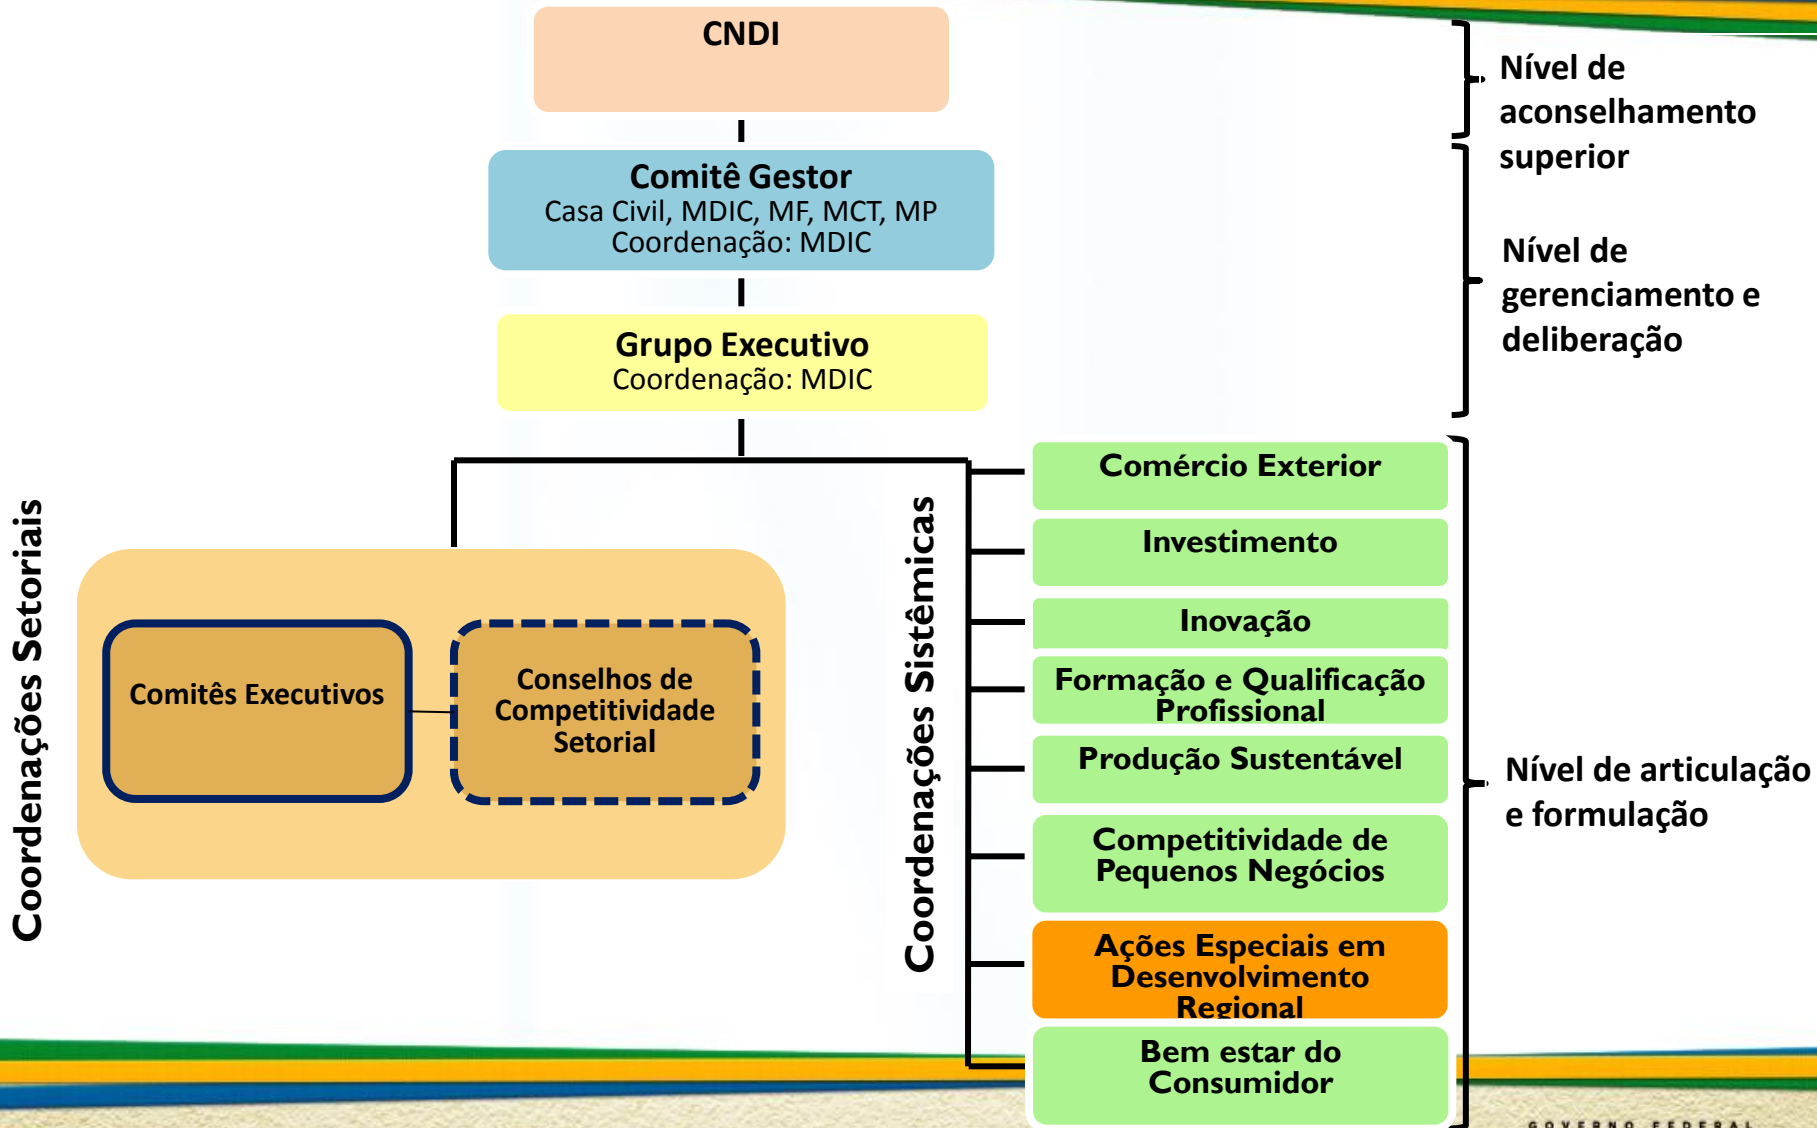 CNDI
Nível de
aconselhamento
superior
Comitê Gestor
Casa Civil, MDIC, MF, MCT, MP
Coordenação: MDIC
Nível de
gerenciamento e
deliberação
Grupo Executivo
Coordenação: MDIC
Coordenações Setoriais
Comitês Executivos
Conselhos de
Competitividade
Setorial
Coordenações Sistêmicas
Comércio Exterior
Investimento
Inovação
Formação e Qualificação
Profissional
Produção Sustentável
Competitividade de
Pequenos Negócios
Ações Especiais em
Desenvolvimento
Regional
Bem estar do
Consumidor
Nível de articulação
e formulação
GOVERNO FEDERAL